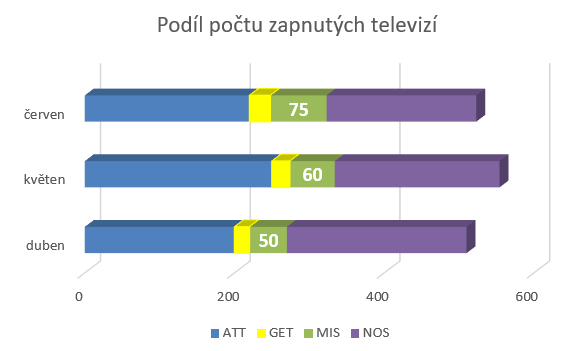 Podíl počtu zapnutých televizí
červen
75
květen
60
duben
50
0 200 400 600
ATT GET MIS NOS